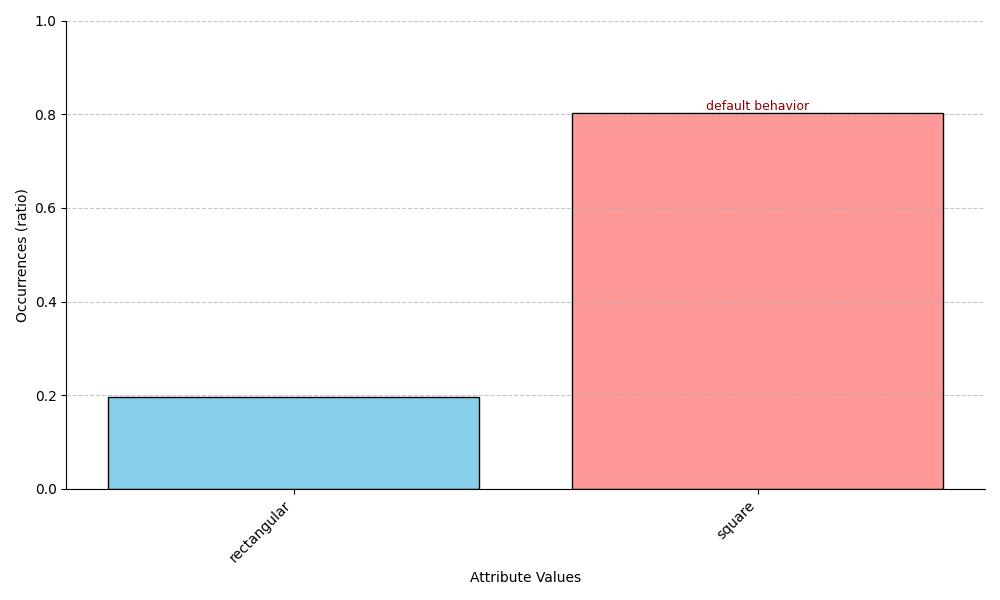 1.0
0.8
0.6
0.4
0.2
0.0
Occurrences (ratio)
default behavior
rectangular
square
Attribute Values